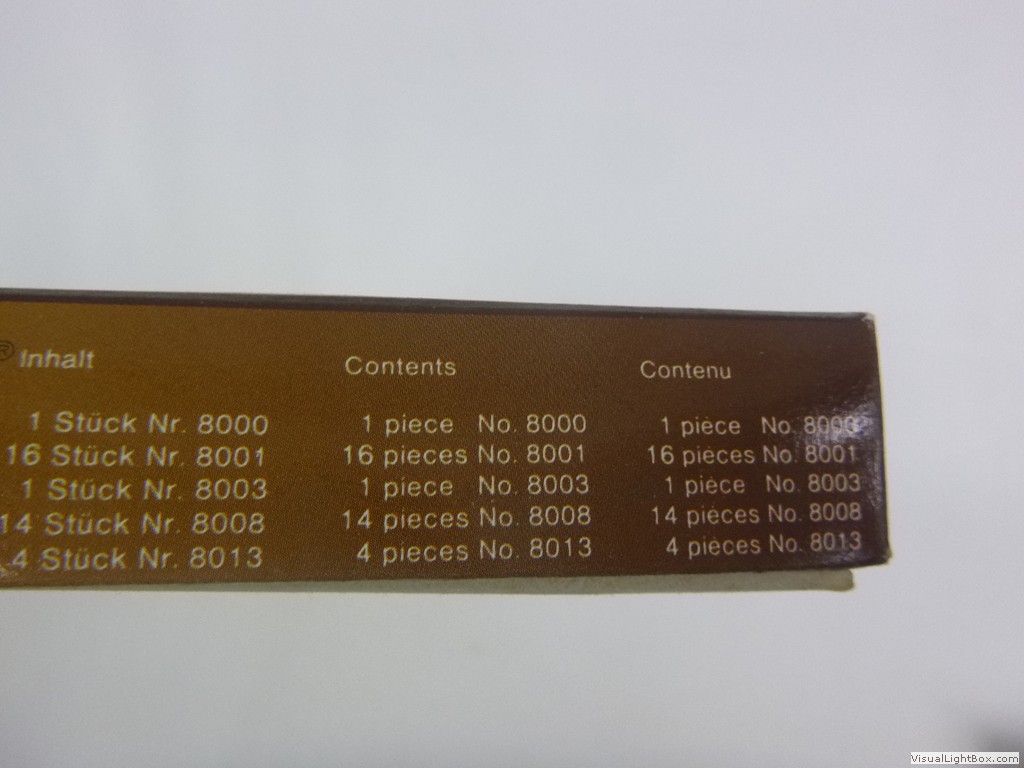 ® Inhalt Contents Contenu
1 Stück Nr. 8000 1 piece No. 8000 1 pièce No. 8000
16 Stück Nr. 8001 16 pieces No. 8001 16 pièces No. 8001
1 Stück Nr. 8003 1 piece No. 8003 1 pièce No. 8003
14 Stück Nr. 8008 14 pieces No. 8008 14 pièces No. 8008
4 Stück Nr. 8013 4 pieces No. 8013 4 pièces No. 8013
VisualLightBox.com